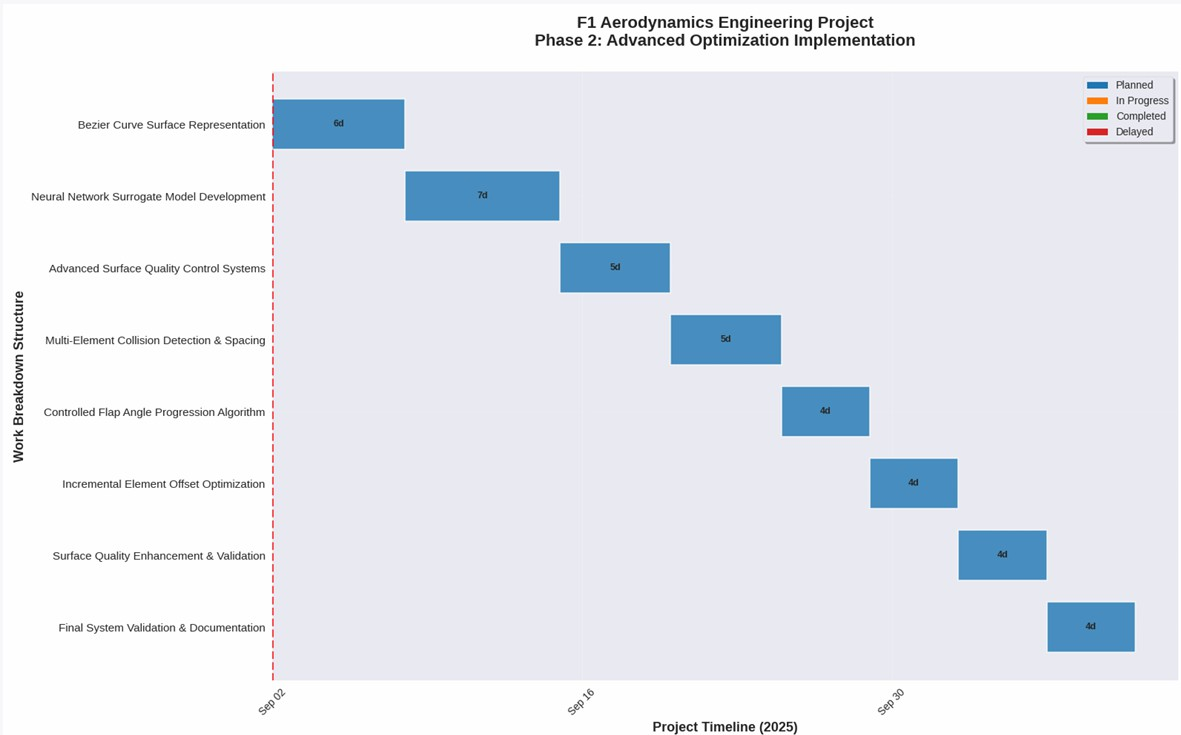 F1 Aerodynamics Engineering Project
Phase 2: Advanced Optimization Implementation
Planned
In Progress
Completed
Delayed
Work Breakdown Structure
Bezier Curve Surface Representation
6d
Neural Network Surrogate Model Development
7d
Advanced Surface Quality Control Systems
5d
Multi-Element Collision Detection & Spacing
5d
Controlled Flap Angle Progression Algorithm
4d
Incremental Element Offset Optimization
4d
Surface Quality Enhancement & Validation
4d
Final System Validation & Documentation
4d
Sep 02
Sep 16
Sep 30
Project Timeline (2025)